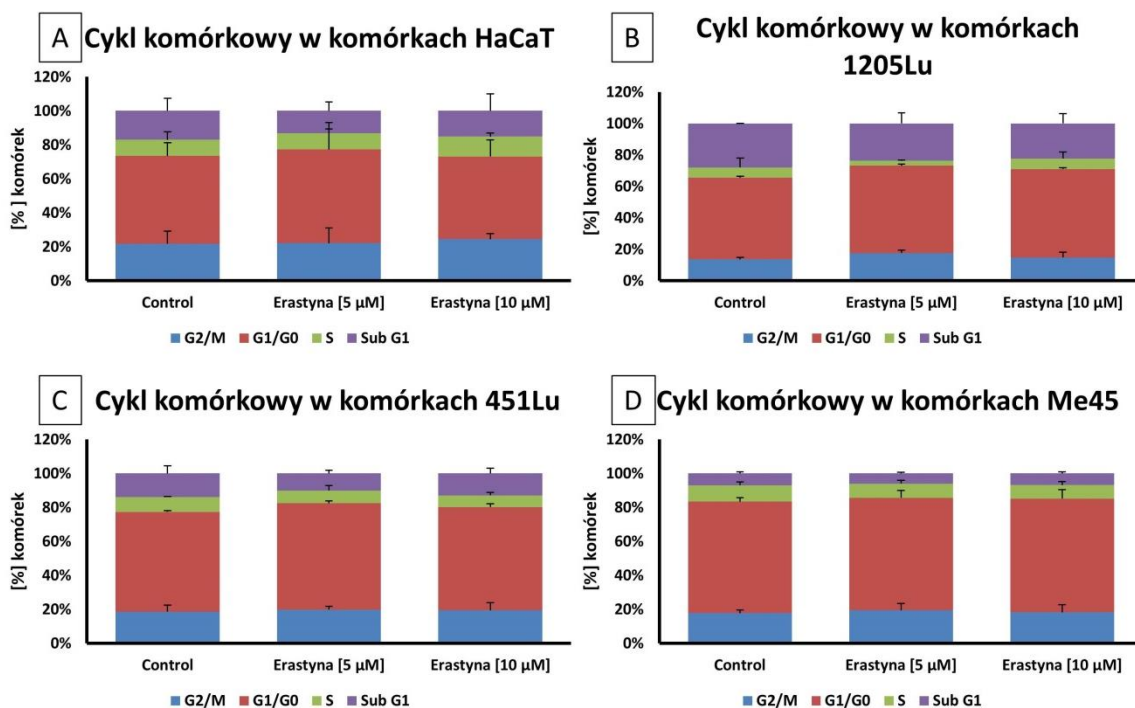 A
Cykl komórkowy w komórkach HaCaT
[% ] komórek
120%
100%
80%
60%
40%
20%
0%
Control
Erastyna [5 µM]
Erastyna [10 µM]
G2/M
G1/G0
S
Sub G1
B
Cykl komórkowy w komórkach
1205Lu
[%] komórek
120%
100%
80%
60%
40%
20%
0%
Control
Erastyna [5 µM]
Erastyna [10 µM]
G2/M
G1/G0
S
Sub G1
C
Cykl komórkowy w komórkach 451Lu
[%] komórek
120%
100%
80%
60%
40%
20%
0%
Control
Erastyna [5 µM]
Erastyna [10 µM]
G2/M
G1/G0
S
Sub G1
D
Cykl komórkowy w komórkach Me45
[%] komórek
120%
100%
80%
60%
40%
20%
0%
Control
Erastyna [5 µM]
Erastyna [10 µM]
G2/M
G1/G0
S
Sub G1